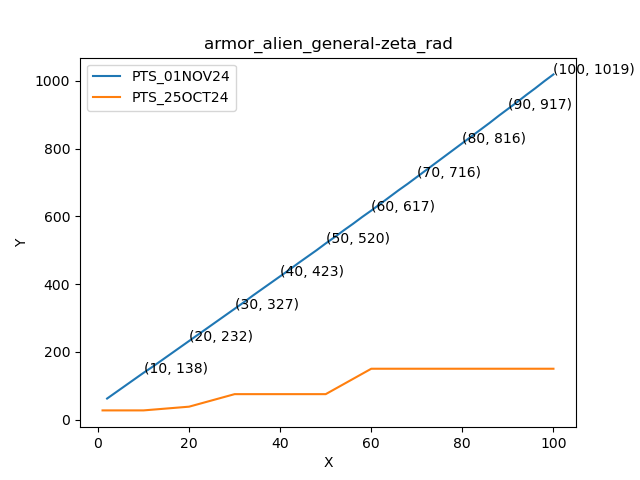 armor_alien_general-zeta_rad
PTS_01NOV24
PTS_25OCT24
(100, 1019)
(90, 917)
(80, 816)
(70, 716)
(60, 617)
(50, 520)
(40, 423)
(30, 327)
(20, 232)
(10, 138)
1000
800
600
400
200
0
Y
0 20 40 60 80 100
X